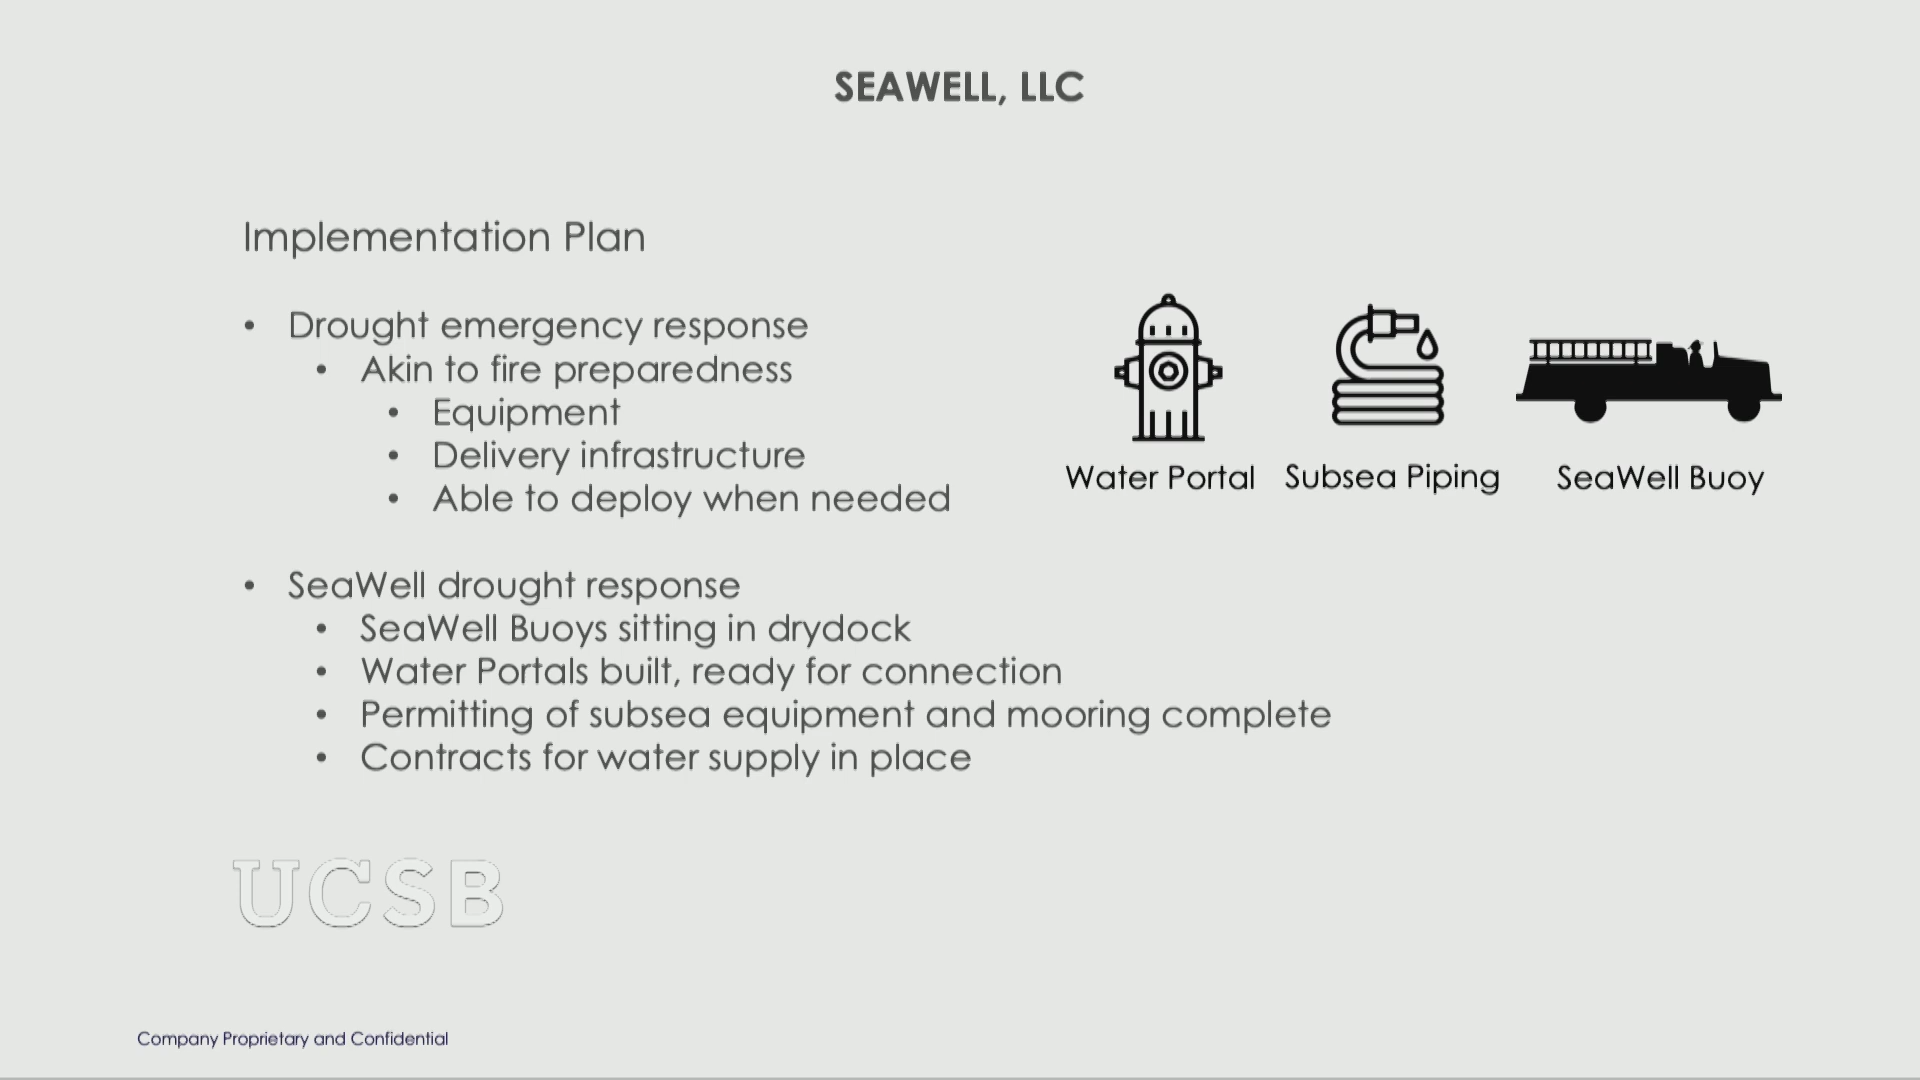 SEAWELL, LLC
Implementation Plan
• Drought emergency response
• Akin to fire preparedness
• Equipment
• Delivery infrastructure
• Able to deploy when needed
Water Portal
Subsea Piping
SeaWell Buoy
• SeaWell drought response
• SeaWell Buoys sitting in drydock
• Water Portals built, ready for connection
• Permitting of subsea equipment and mooring complete
• Contracts for water supply in place
UCSB
Company Proprietary and Confidential